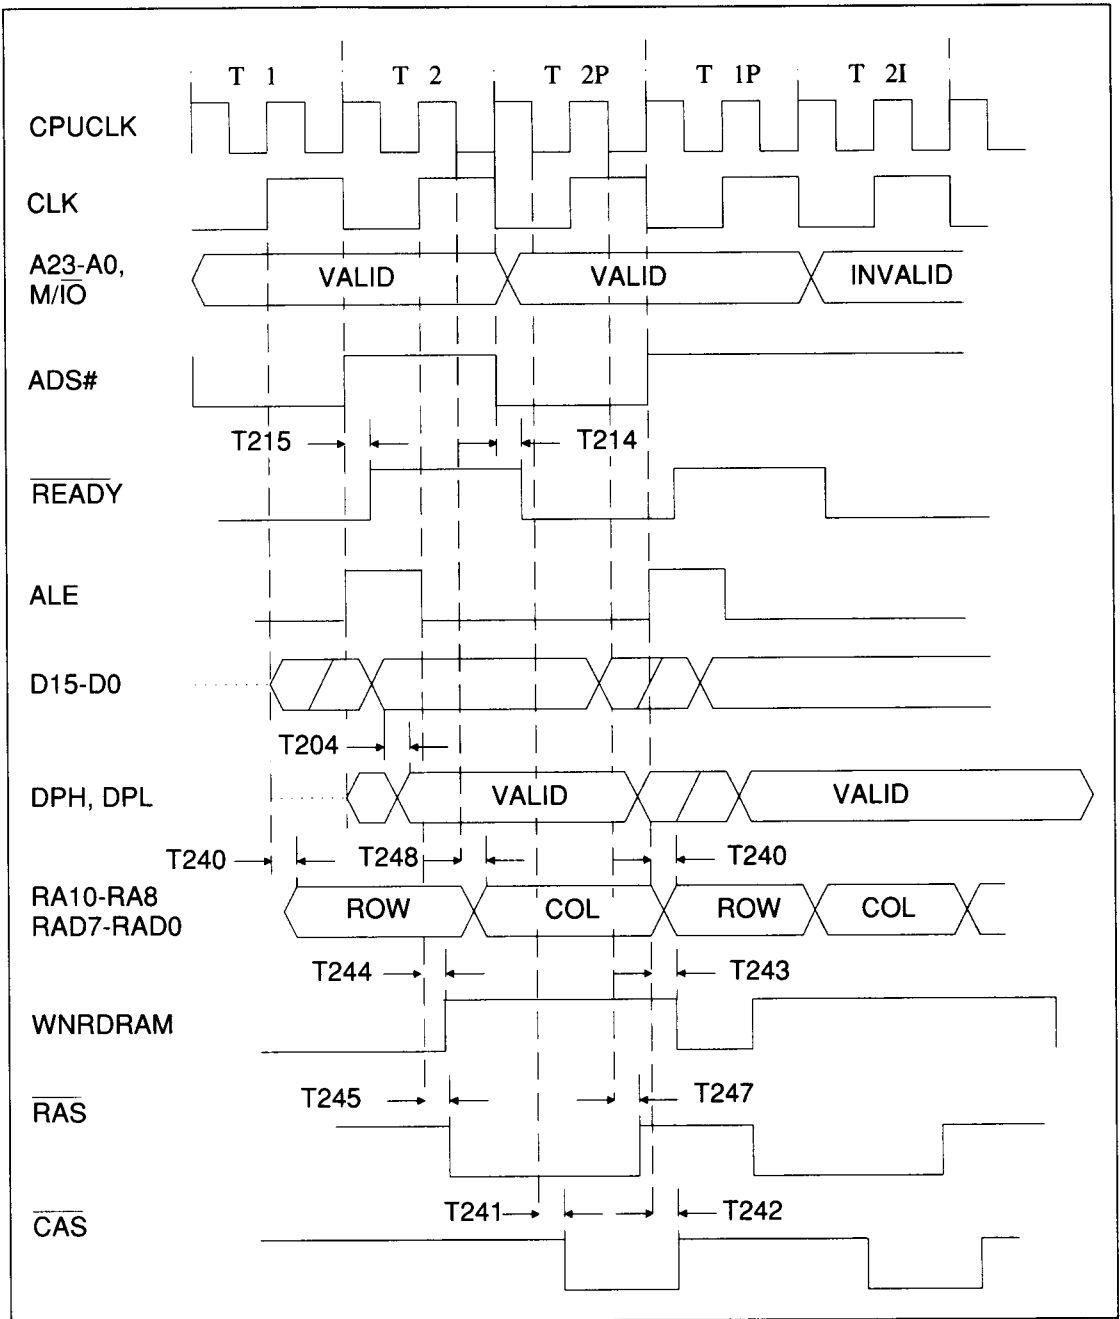 T 1 T 2 T 2P T 1P T 2I
CPUCLK
CLK
A23-A0,
M/IO
VALID VALID INVALID
ADS#
T215 T214
READY
ALE
D15-D0
T204
DPH, DPL VALID VALID
T240 T248 T240
RA10-RA8
RAD7-RAD0
ROW COL ROW COL
T244 T243
WNRDRAM
T245 T247
RAS
T241 T242
CAS